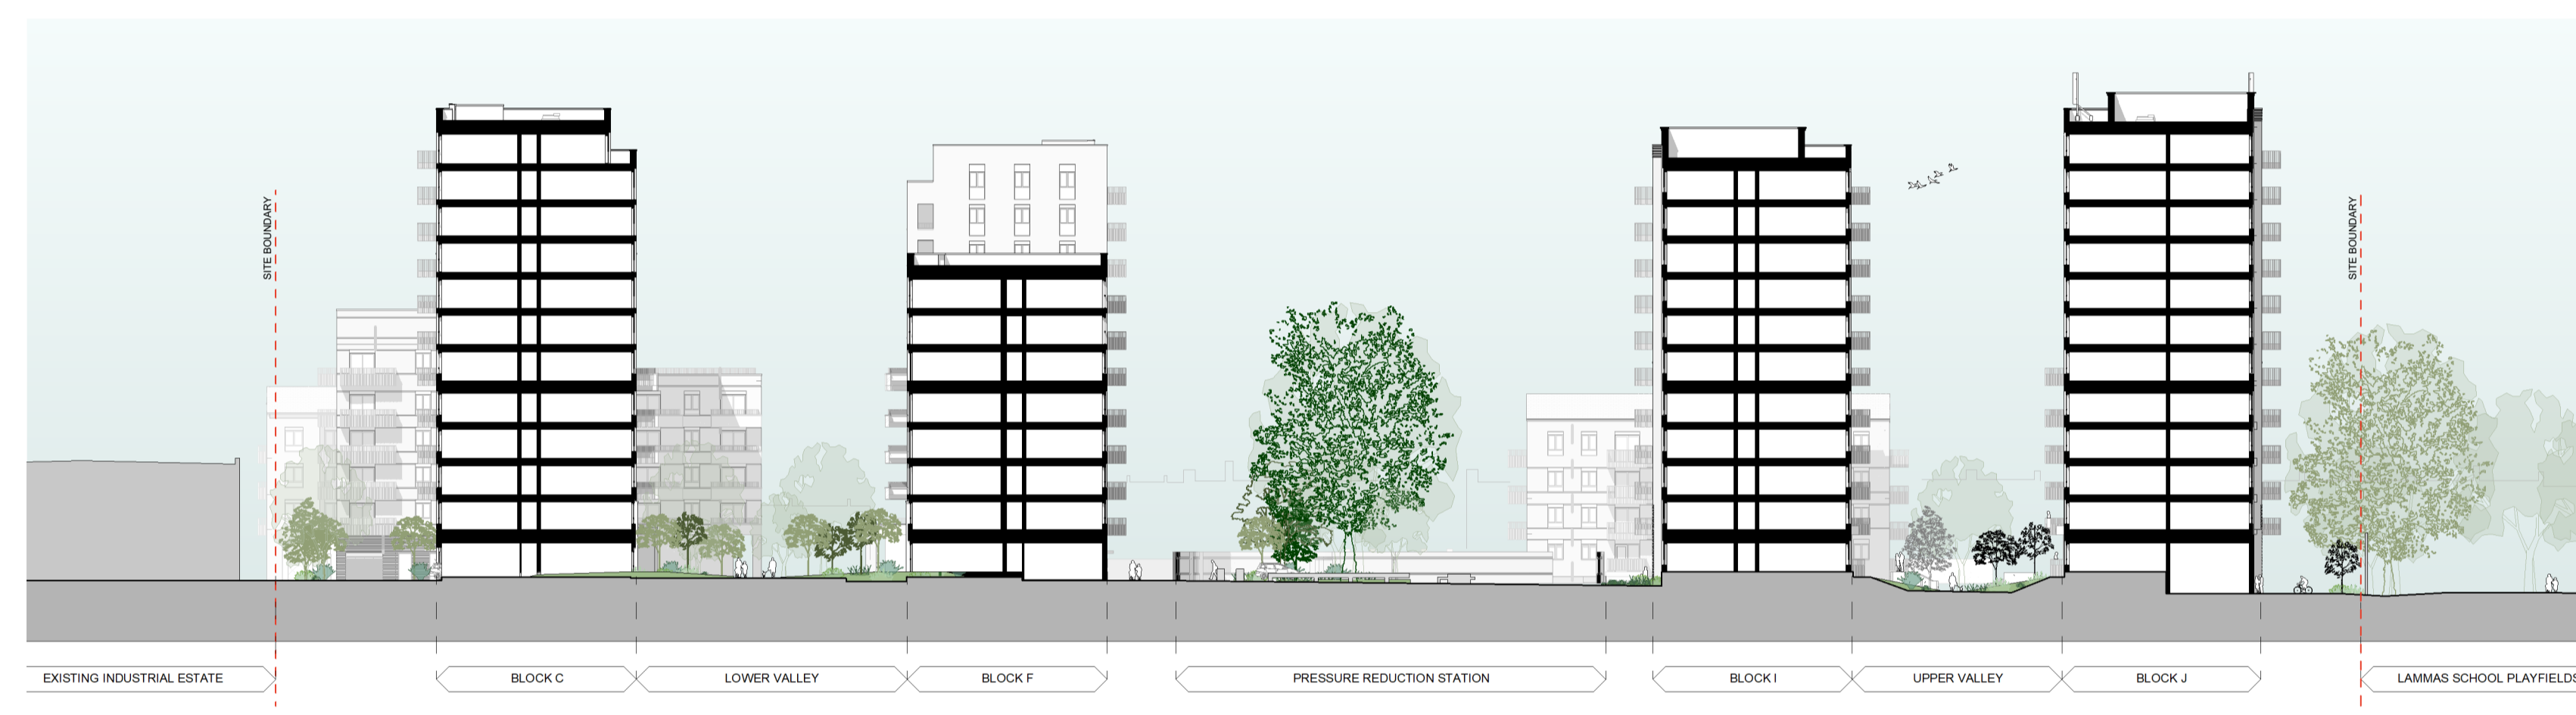 SITE BOUNDARY
SITE BOUNDARY
EXISTING INDUSTRIAL ESTATE
BLOCK C
LOWER VALLEY
BLOCK F
PRESSURE REDUCTION STATION
BLOCK I
UPPER VALLEY
BLOCK J
LAMMAS SCHOOL PLAYFIELDS